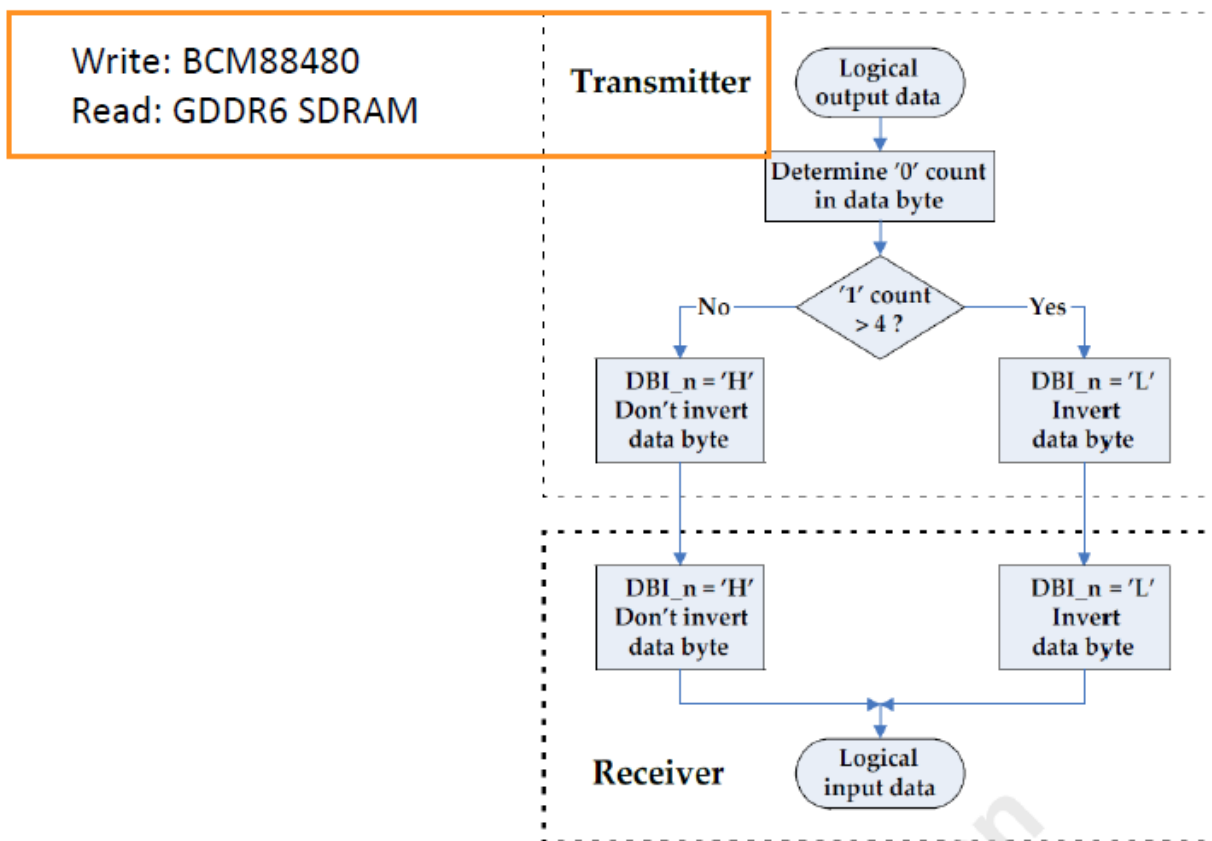 Write: BCM88480
Read: GDDR6 SDRAM
Transmitter
Logical
output data
Determine '0' count
in data byte
'1' count
> 4 ?
No
Yes
DBI_n = 'H'
Don't invert
data byte
DBI_n = 'L'
Invert
data byte
DBI_n = 'H'
Don't invert
data byte
DBI_n = 'L'
Invert
data byte
Receiver
Logical
input data
n